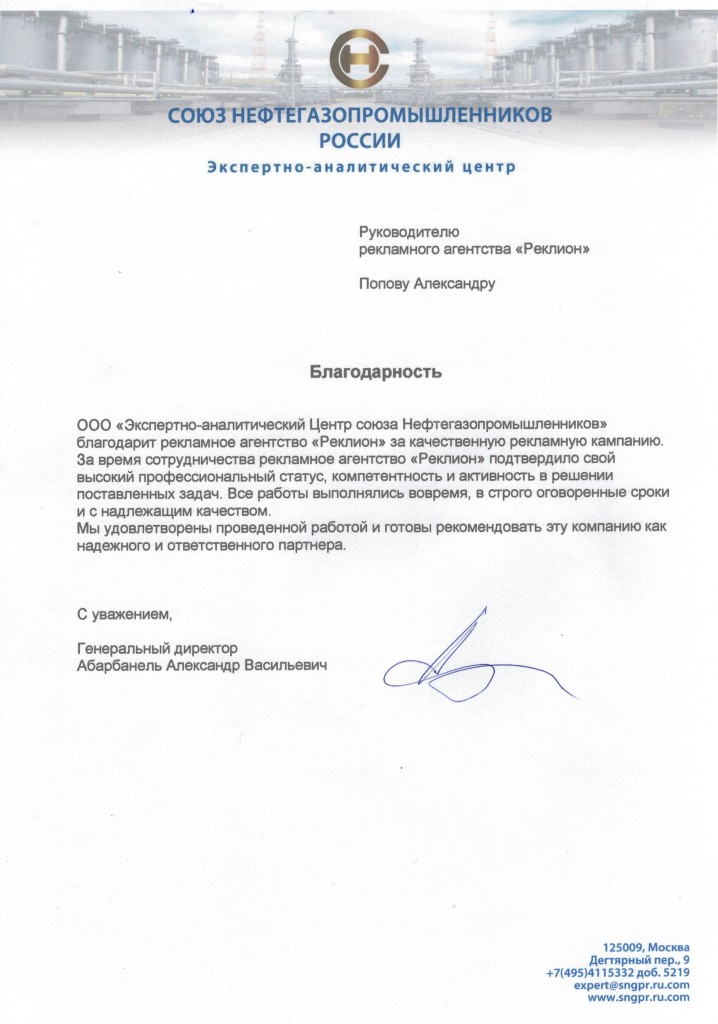 СОЮЗ НЕФТЕГАЗОПРОМЫШЛЕННИКОВ
РОССИИ
Экспертно-аналитический центр
Руководителю
рекламного агентства «Реклион»
Попову Александру
Благодарность
ООО «Экспертно-аналитический Центр союза Нефтегазопромышленников»
благодарит рекламное агентство «Реклион» за качественную рекламную кампанию.
За время сотрудничества рекламное агентство «Реклион» подтвердило свой
высокий профессиональный статус, компетентность и активность в решении
поставленных задач. Все работы выполнялись вовремя, в строго оговоренные сроки
и с надлежащим качеством.
Мы удовлетворены проведенной работой и готовы рекомендовать эту компанию как
надежного и ответственного партнера.
С уважением,
Генеральный директор
Абарбанель Александр Васильевич
125009, Москва
Дегтярный пер., 9
+7(495)4115332 доб. 5219
expert@sngpr.ru.com
www.sngpr.ru.com